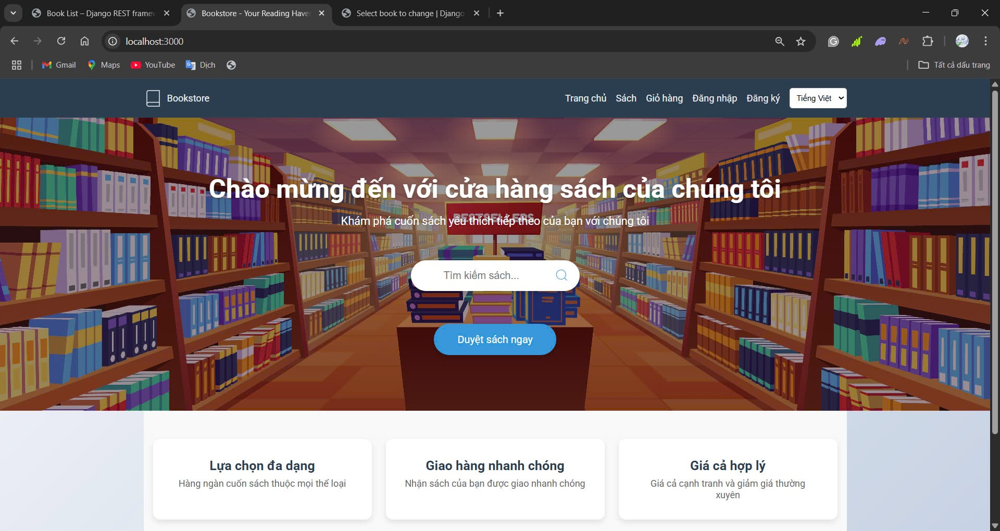 Book List – Django REST framew
Bookstore - Your Reading Have
Select book to change | Django
localhost:3000
Gmail
Maps
YouTube
Dịch
Tất cả dấu trang
Bookstore
Trang chủ
Sách
Giỏ hàng
Đăng nhập
Đăng ký
Tiếng Việt
Chào mừng đến với cửa hàng sách của chúng tôi
BESTSELLERS
Khám phá cuốn sách yêu thích tiếp theo của bạn với chúng tôi
Tìm kiếm sách...
Duyệt sách ngay
Lựa chọn đa dạng
Hàng ngàn cuốn sách thuộc mọi thể loại
Giao hàng nhanh chóng
Nhận sách của bạn được giao nhanh chóng
Giá cả hợp lý
Giá cả cạnh tranh và giảm giá thường
xuyên